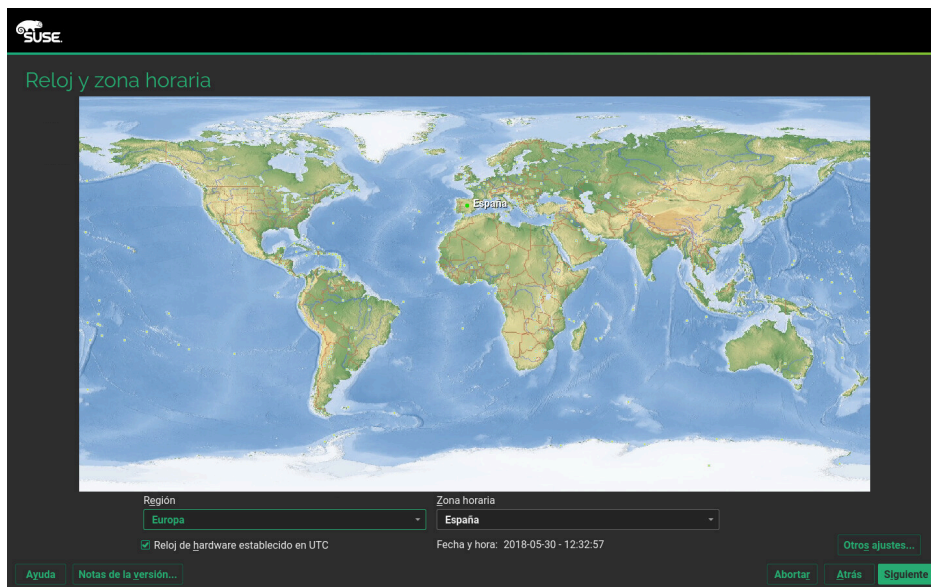 SUSE.
Reloj y zona horaria
España
Región
Zona horaria
Europa
España
Reloj de hardware establecido en UTC
Fecha y hora: 2018-05-30 - 12:32:57
Otros ajustes...
Ayuda
Notas de la versión...
Abortar
Atrás
Siguiente